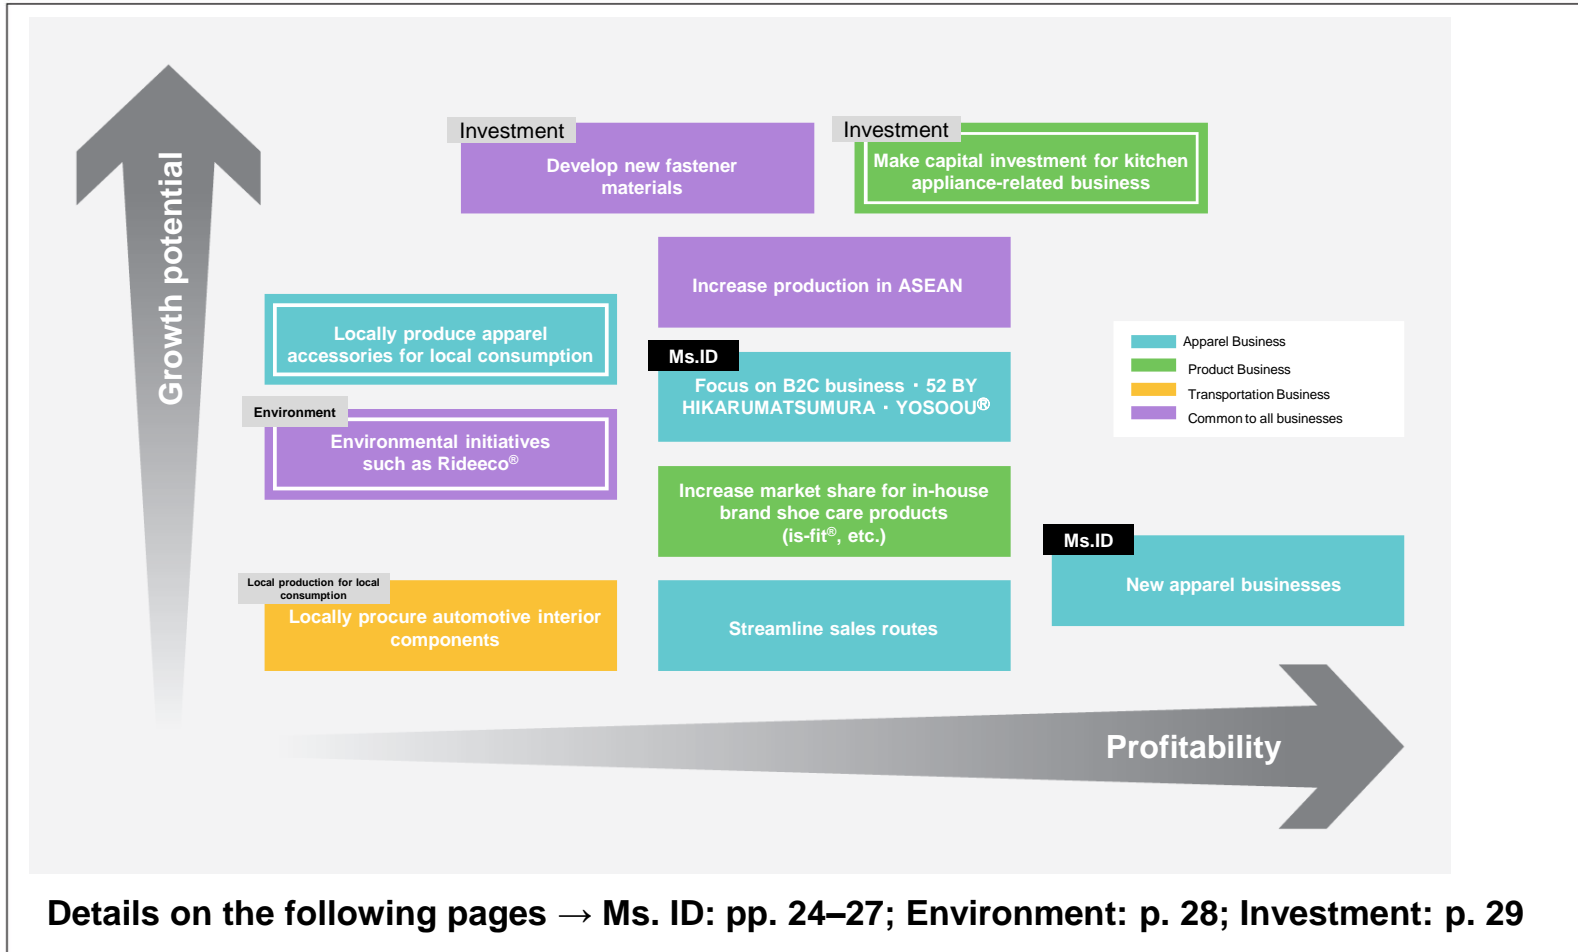 Growth potential
Investment
Develop new fastener
materials
Investment
Make capital investment for kitchen
appliance-related business
Increase production in ASEAN
Locally produce apparel
accessories for local consumption
Ms.ID
Focus on B2C business・52 BY
HIKARUMATSUMURA・YOSOOU®
Environment
Environmental initiatives
such as Rideeco®
Increase market share for in-house
brand shoe care products
(is-fit®, etc.)
Ms.ID
New apparel businesses
Local production for local
consumption
Locally procure automotive interior
components
Streamline sales routes
Apparel Business
Product Business
Transportation Business
Common to all businesses
Profitability
Details on the following pages → Ms. ID: pp. 24–27; Environment: p. 28; Investment: p. 29